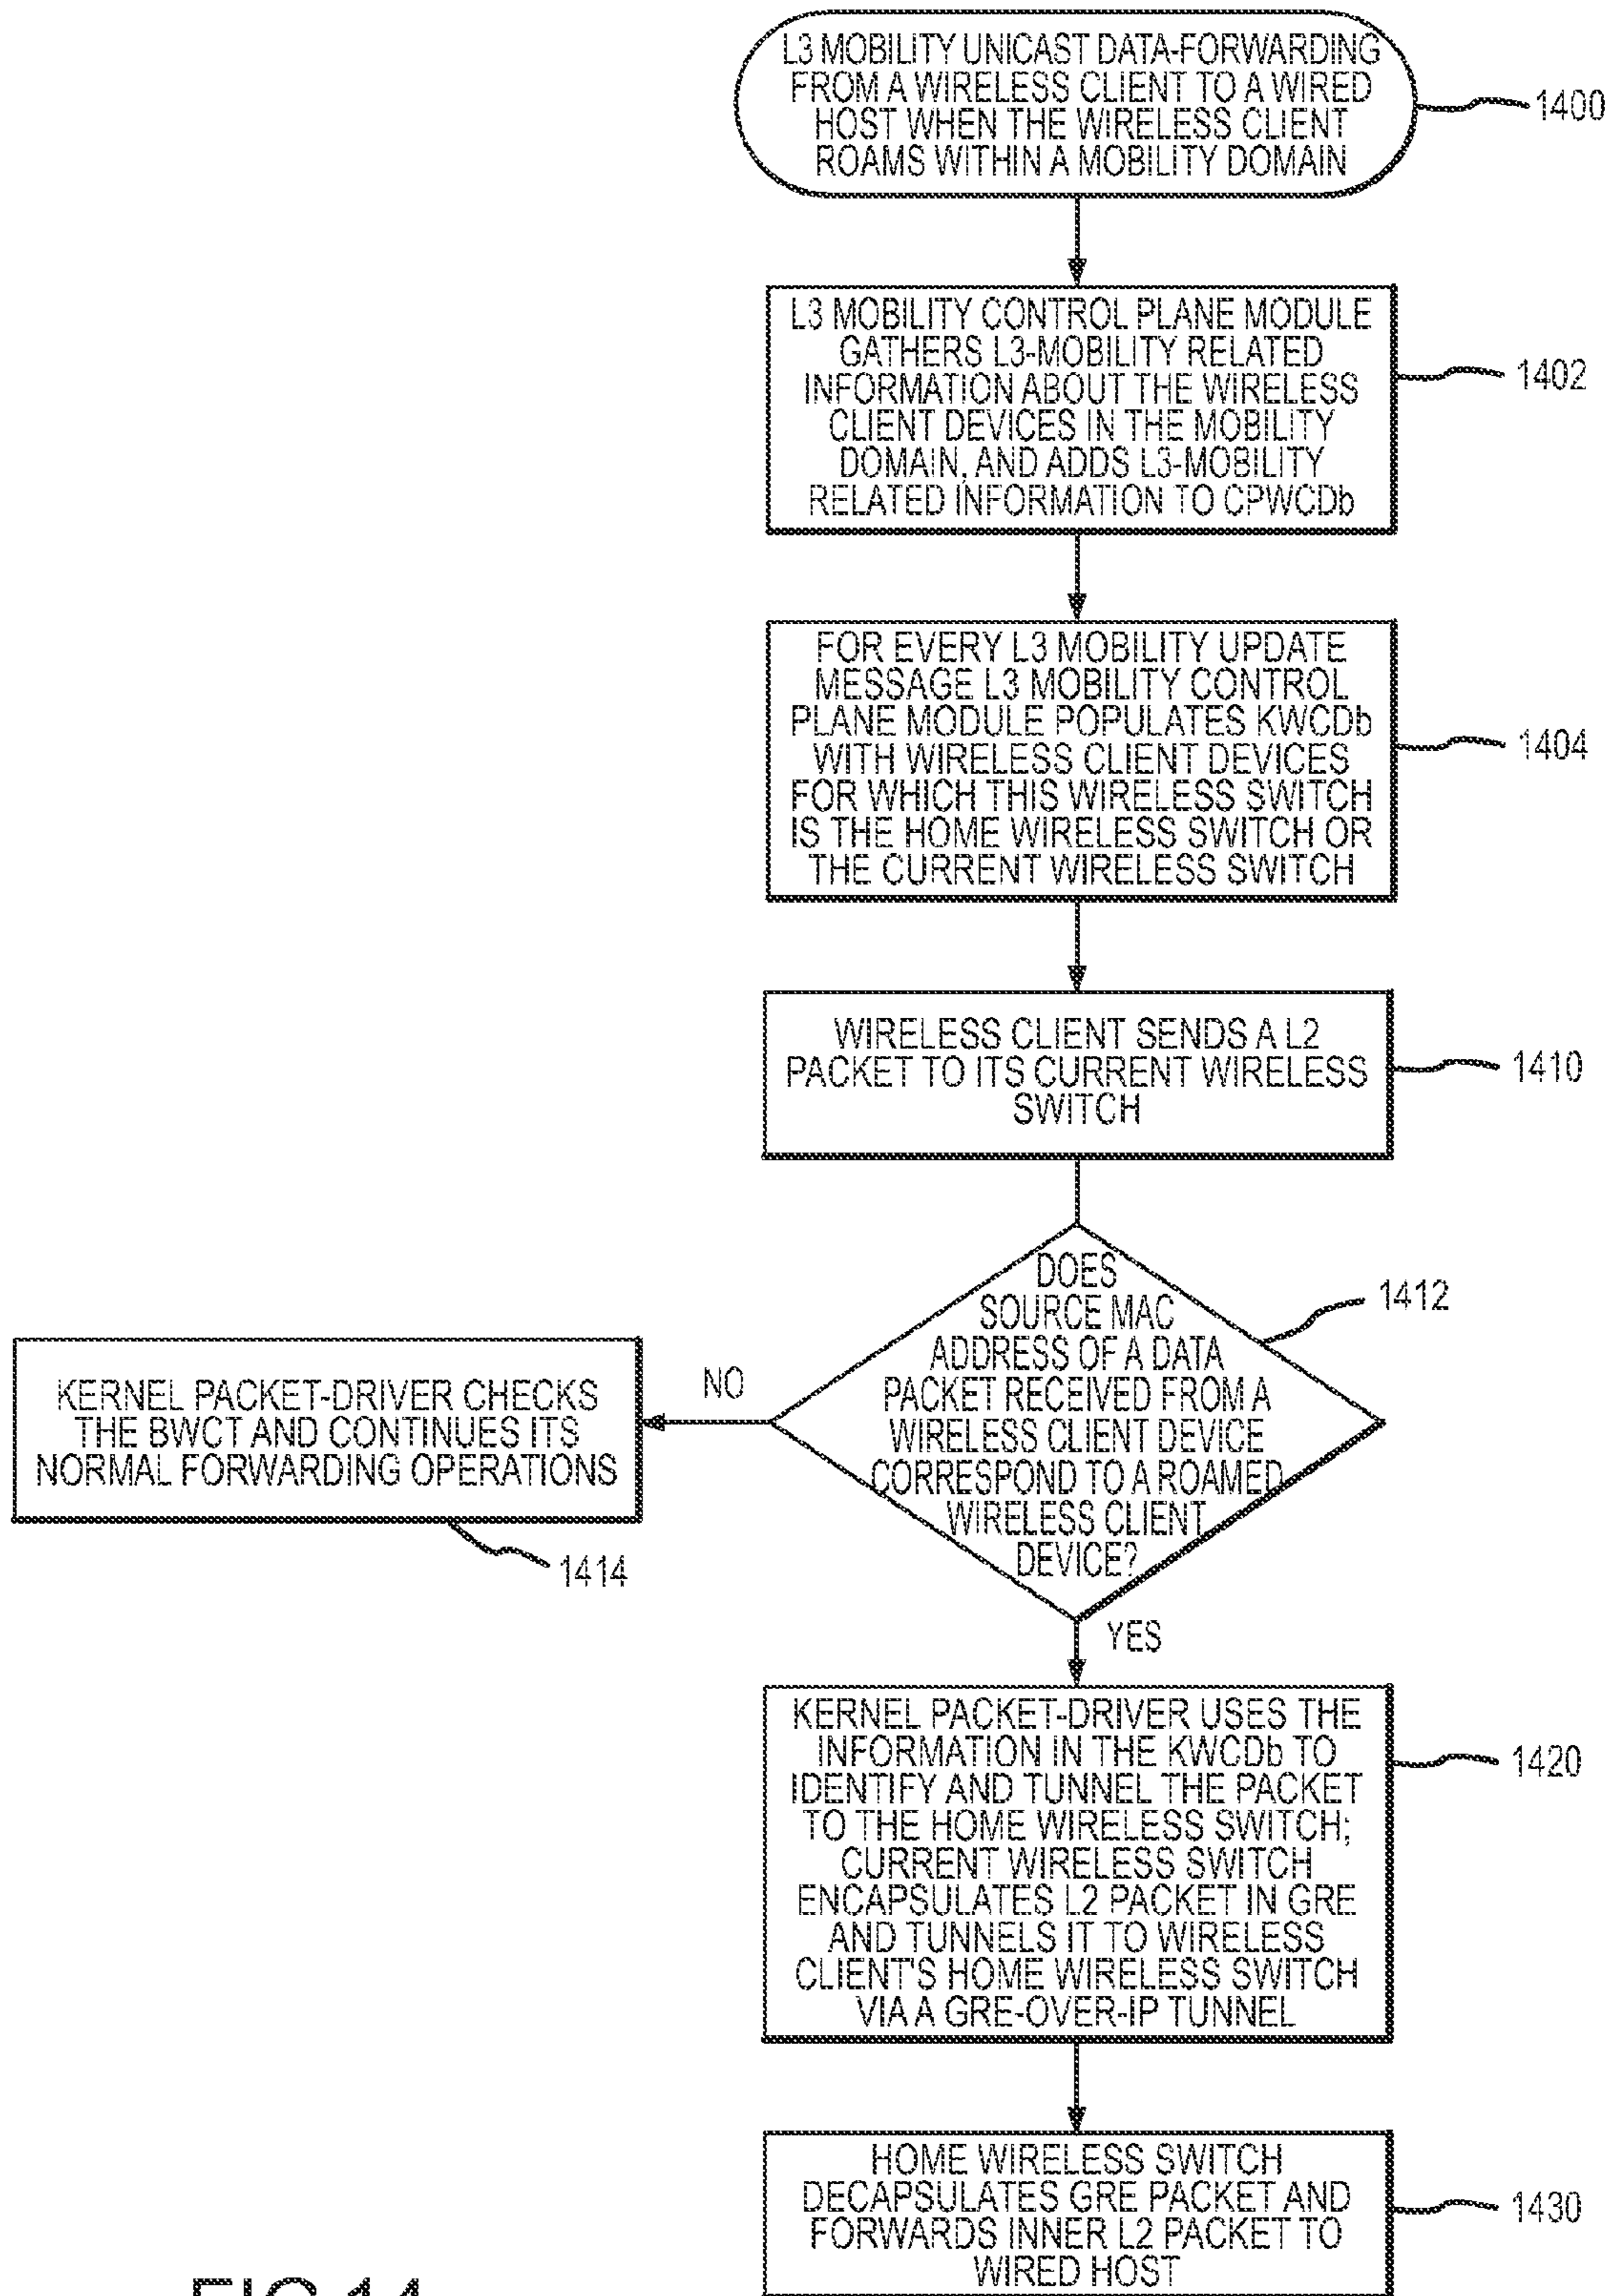 L3 MOBILITY UNICAST DATA-FORWARDING
FROM A WIRELESS CLIENT TO A WIRED
HOST WHEN THE WIRELESS CLIENT
ROAMS WITHIN A MOBILITY DOMAIN
1400
L3 MOBILITY CONTROL PLANE MODULE
GATHERS L3-MOBILITY RELATED
INFORMATION ABOUT THE WIRELESS
CLIENT DEVICES IN THE MOBILITY
DOMAIN, AND ADDS L3-MOBILITY
RELATED INFORMATION TO CPWCDb
1402
FOR EVERY L3 MOBILITY UPDATE
MESSAGE L3 MOBILITY CONTROL
PLANE MODULE POPULATES KWCDb
WITH WIRELESS CLIENT DEVICES
FOR WHICH THIS WIRELESS SWITCH
IS THE HOME WIRELESS SWITCH OR
THE CURRENT WIRELESS SWITCH
1404
WIRELESS CLIENT SENDS A L2
PACKET TO ITS CURRENT WIRELESS
SWITCH
1410
DOES
SOURCE MAC
ADDRESS OF A DATA
PACKET RECEIVED FROM A
WIRELESS CLIENT DEVICE
CORRESPOND TO A ROAMED
WIRELESS CLIENT
DEVICE?
1412
NO
KERNEL PACKET-DRIVER CHECKS
THE BWCT AND CONTINUES ITS
NORMAL FORWARDING OPERATIONS
1414
YES
KERNEL PACKET-DRIVER USES THE
INFORMATION IN THE KWCDb TO
IDENTIFY AND TUNNEL THE PACKET
TO THE HOME WIRELESS SWITCH;
CURRENT WIRELESS SWITCH
ENCAPSULATES L2 PACKET IN GRE
AND TUNNELS IT TO WIRELESS
CLIENT'S HOME WIRELESS SWITCH
VIA A GRE-OVER-IP TUNNEL
1420
HOME WIRELESS SWITCH
DECAPSULATES GRE PACKET AND
FORWARDS INNER L2 PACKET TO
WIRED HOST
1430
FIG.14